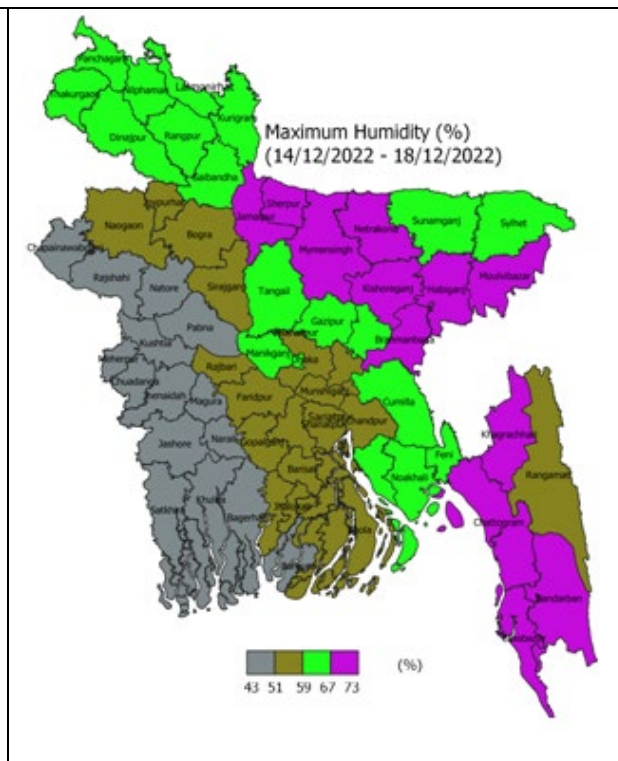 Panchagarh
Lalmonirhat
Thakurgaon
Nilphamari
Kurigram
Dinajpur
Rangpur
Maximum Humidity (%)
(14/12/2022 - 18/12/2022)
Gaibandha
Sherpur
Jamalpur
Naogaon
Netrakona
Sunamganj
Sylhet
Bogra
Mymensingh
Chapainawabganj
Rajshahi
Natore
Sirajganj
Tangail
Kishoreganj
Habiganj
Moulvibazar
Pabna
Gazipur
Kushtia
Brahmanbaria
Meherpur
Manikganj
Dhaka
Rajbari
Chuadanga
Jhenaidah
Magura
Faridpur
Munshiganj
Cumilla
Chandpur
Khagrachhari
Jashore
Narail
Gopalganj
Feni
Barisal
Noakhali
Rangamati
Satkhira
Khulna
Bagerhat
Jhalokati
Bhola
Chattogram
Bandarban
(%)
43 51 59 67 73